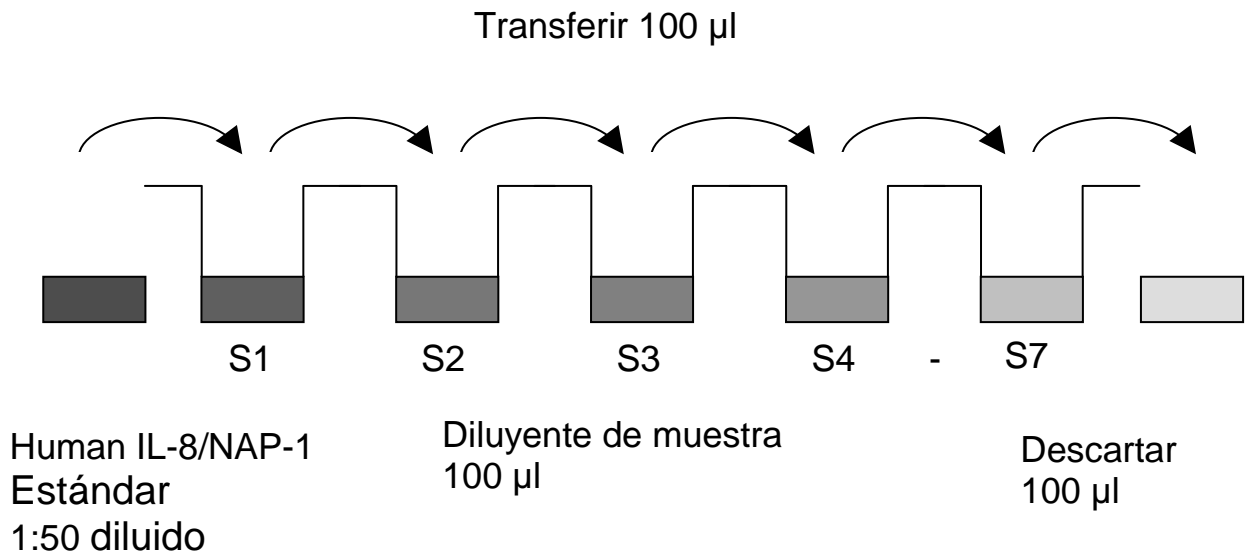 Transferir 100 µl
S1 S2 S3 S4 - S7
Human IL-8/NAP-1
Estándar
1:50 diluido
Diluyente de muestra
100 µl
Descartar
100 µl